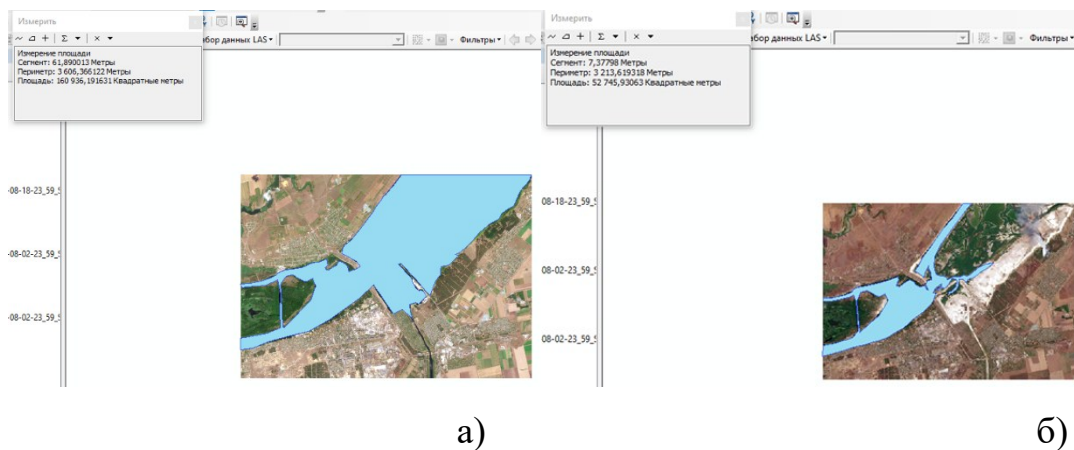 Измерить
бор данных LAS
Фильтры
Измерение площади
Сегмент: 61,890013 Метры
Периметр: 3 606,366122 Метры
Площадь: 160 936,191631 Квадратные метры
-08-18-23_59_5
-08-02-23_59_5
-08-02-23_59_5
а)
Измерить
абор данных LAS
Фильтры
Измерение площади
Сегмент: 7,37798 Метры
Периметр: 3 213,619318 Метры
Площадь: 52 745,93063 Квадратные метры
08-18-23_59_5
08-02-23_59_5
08-02-23_59_5
б)